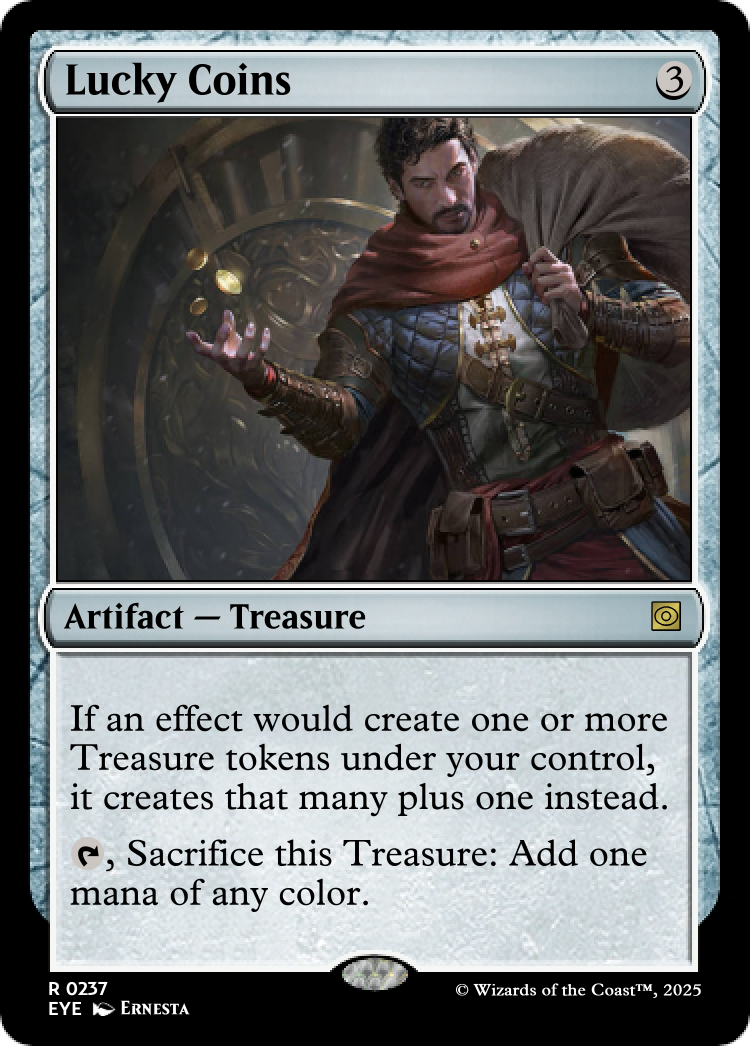 Lucky Coins 3
Artifact — Treasure
If an effect would create one or more
Treasure tokens under your control,
it creates that many plus one instead.
, Sacrifice this Treasure: Add one
mana of any color.
R 0237
EYE Ernesta
© Wizards of the Coast™, 2025